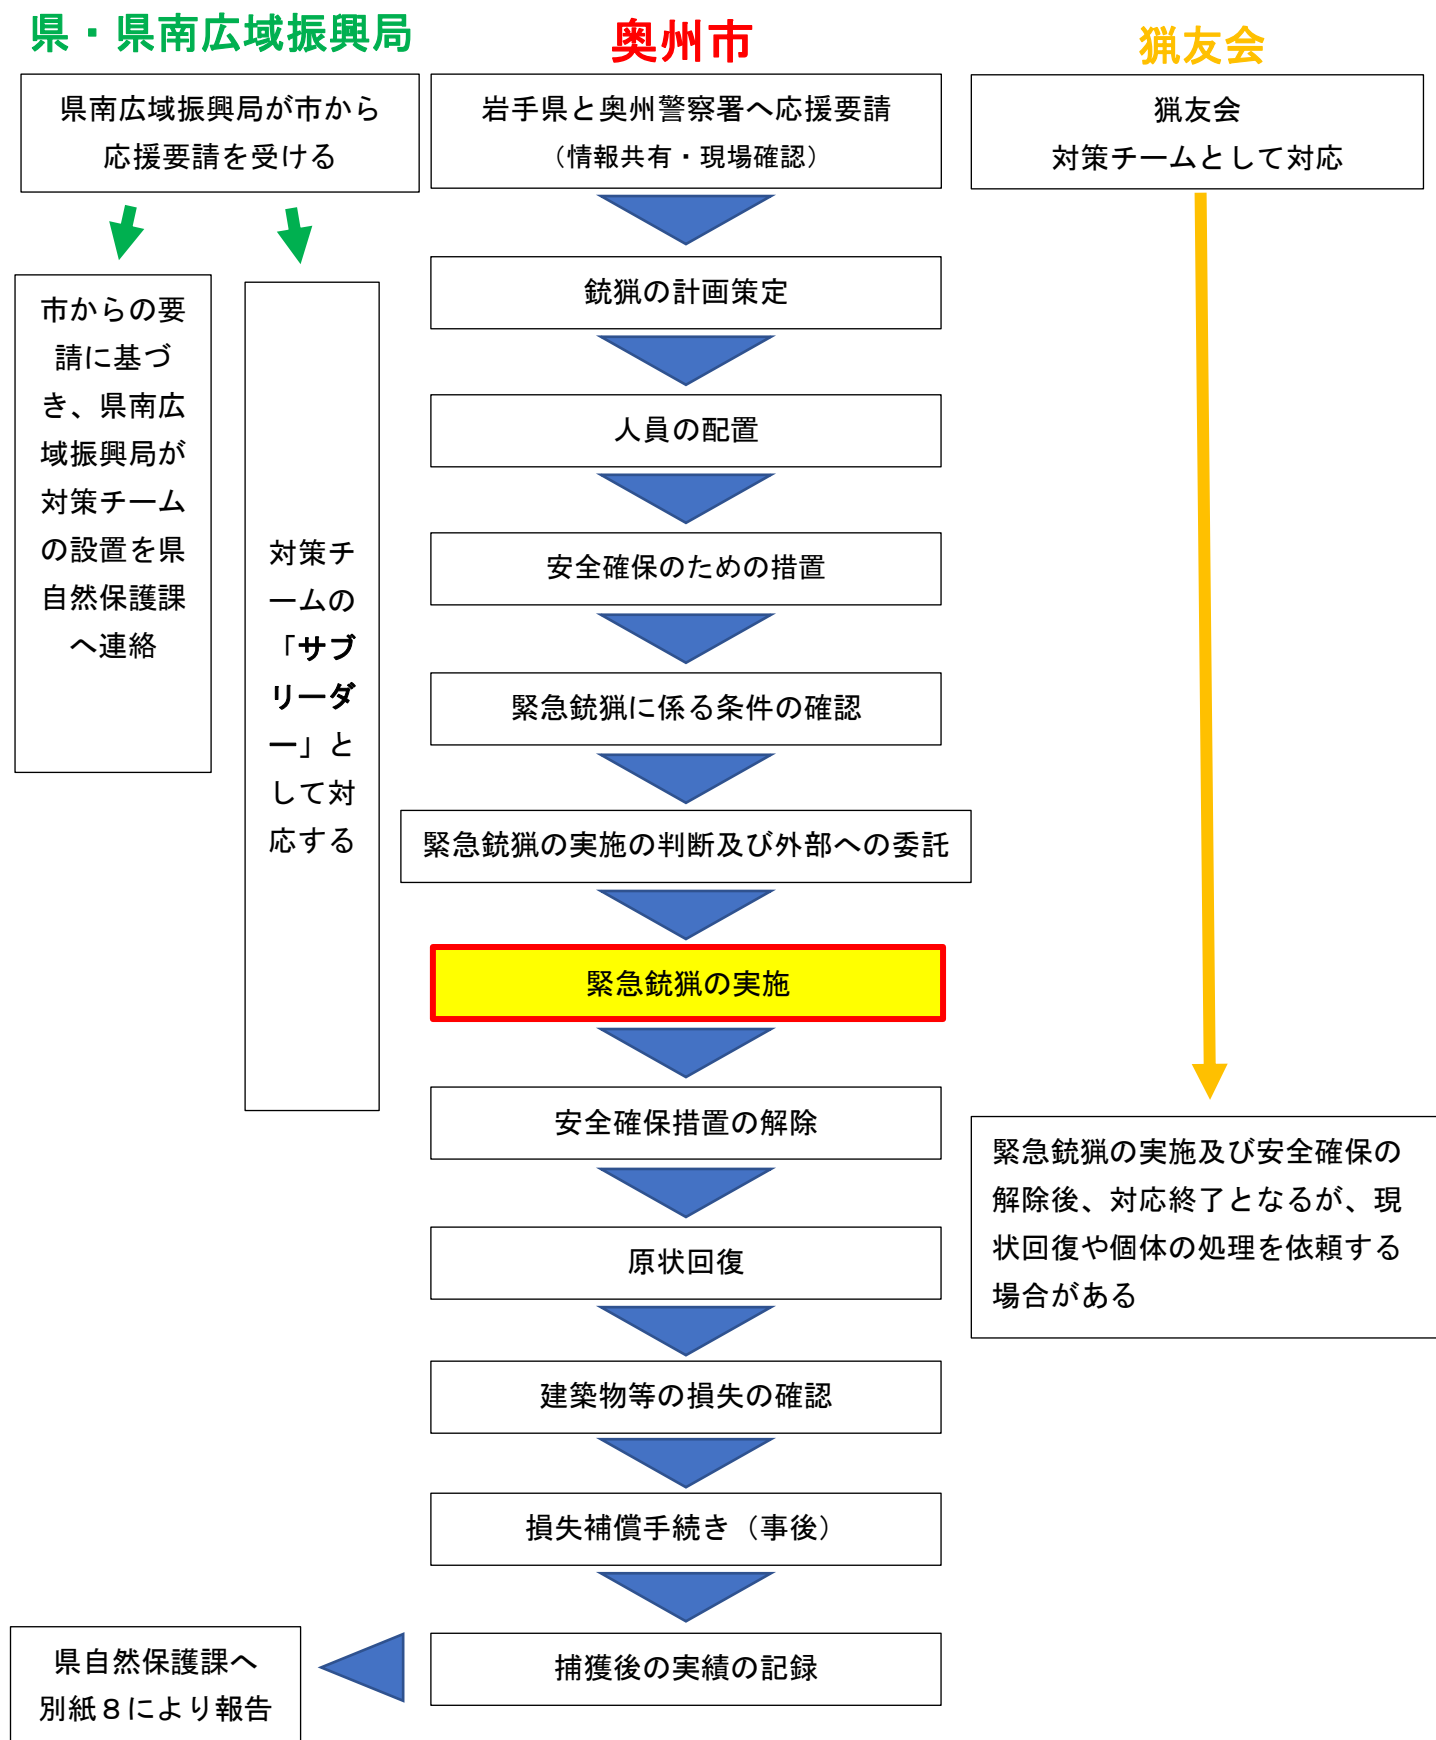 県・県南広域振興局
県南広域振興局が市から
応援要請を受ける
市からの要
請に基づ
き、県南広
域振興局が
対策チーム
の設置を県
自然保護課
へ連絡
対策チ
ームの
「サブ
リーダ
ー」と
して対
応する
奥州市
岩手県と奥州警察署へ応援要請
（情報共有・現場確認）
銃猟の計画策定
人員の配置
安全確保のための措置
緊急銃猟に係る条件の確認
緊急銃猟の実施の判断及び外部への委託
緊急銃猟の実施
安全確保措置の解除
原状回復
建築物等の損失の確認
損失補償手続き（事後）
捕獲後の実績の記録
県自然保護課へ
別紙８により報告
猟友会
猟友会
対策チームとして対応
緊急銃猟の実施及び安全確保の
解除後、対応終了となるが、現
状回復や個体の処理を依頼する
場合がある